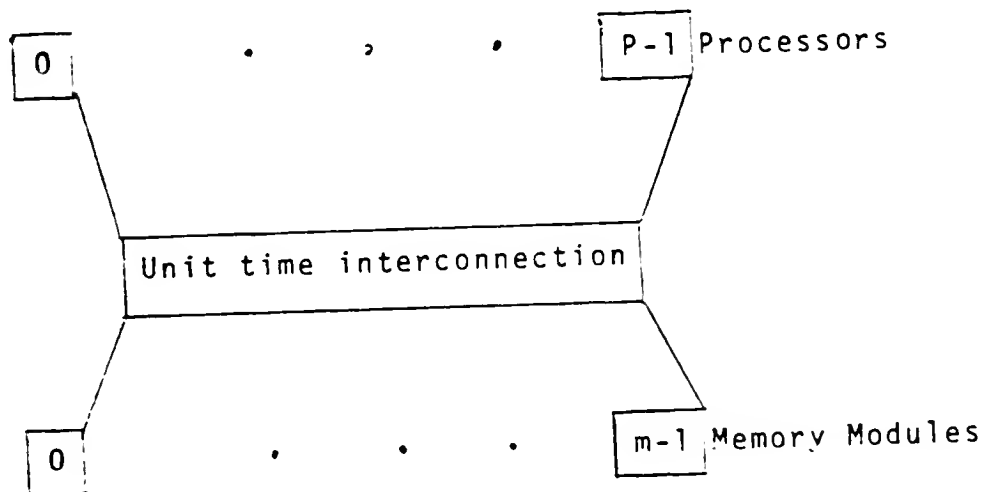 0 . , . P-1 Processors
Unit time interconnection
0 . . . m-1 Memory Modules